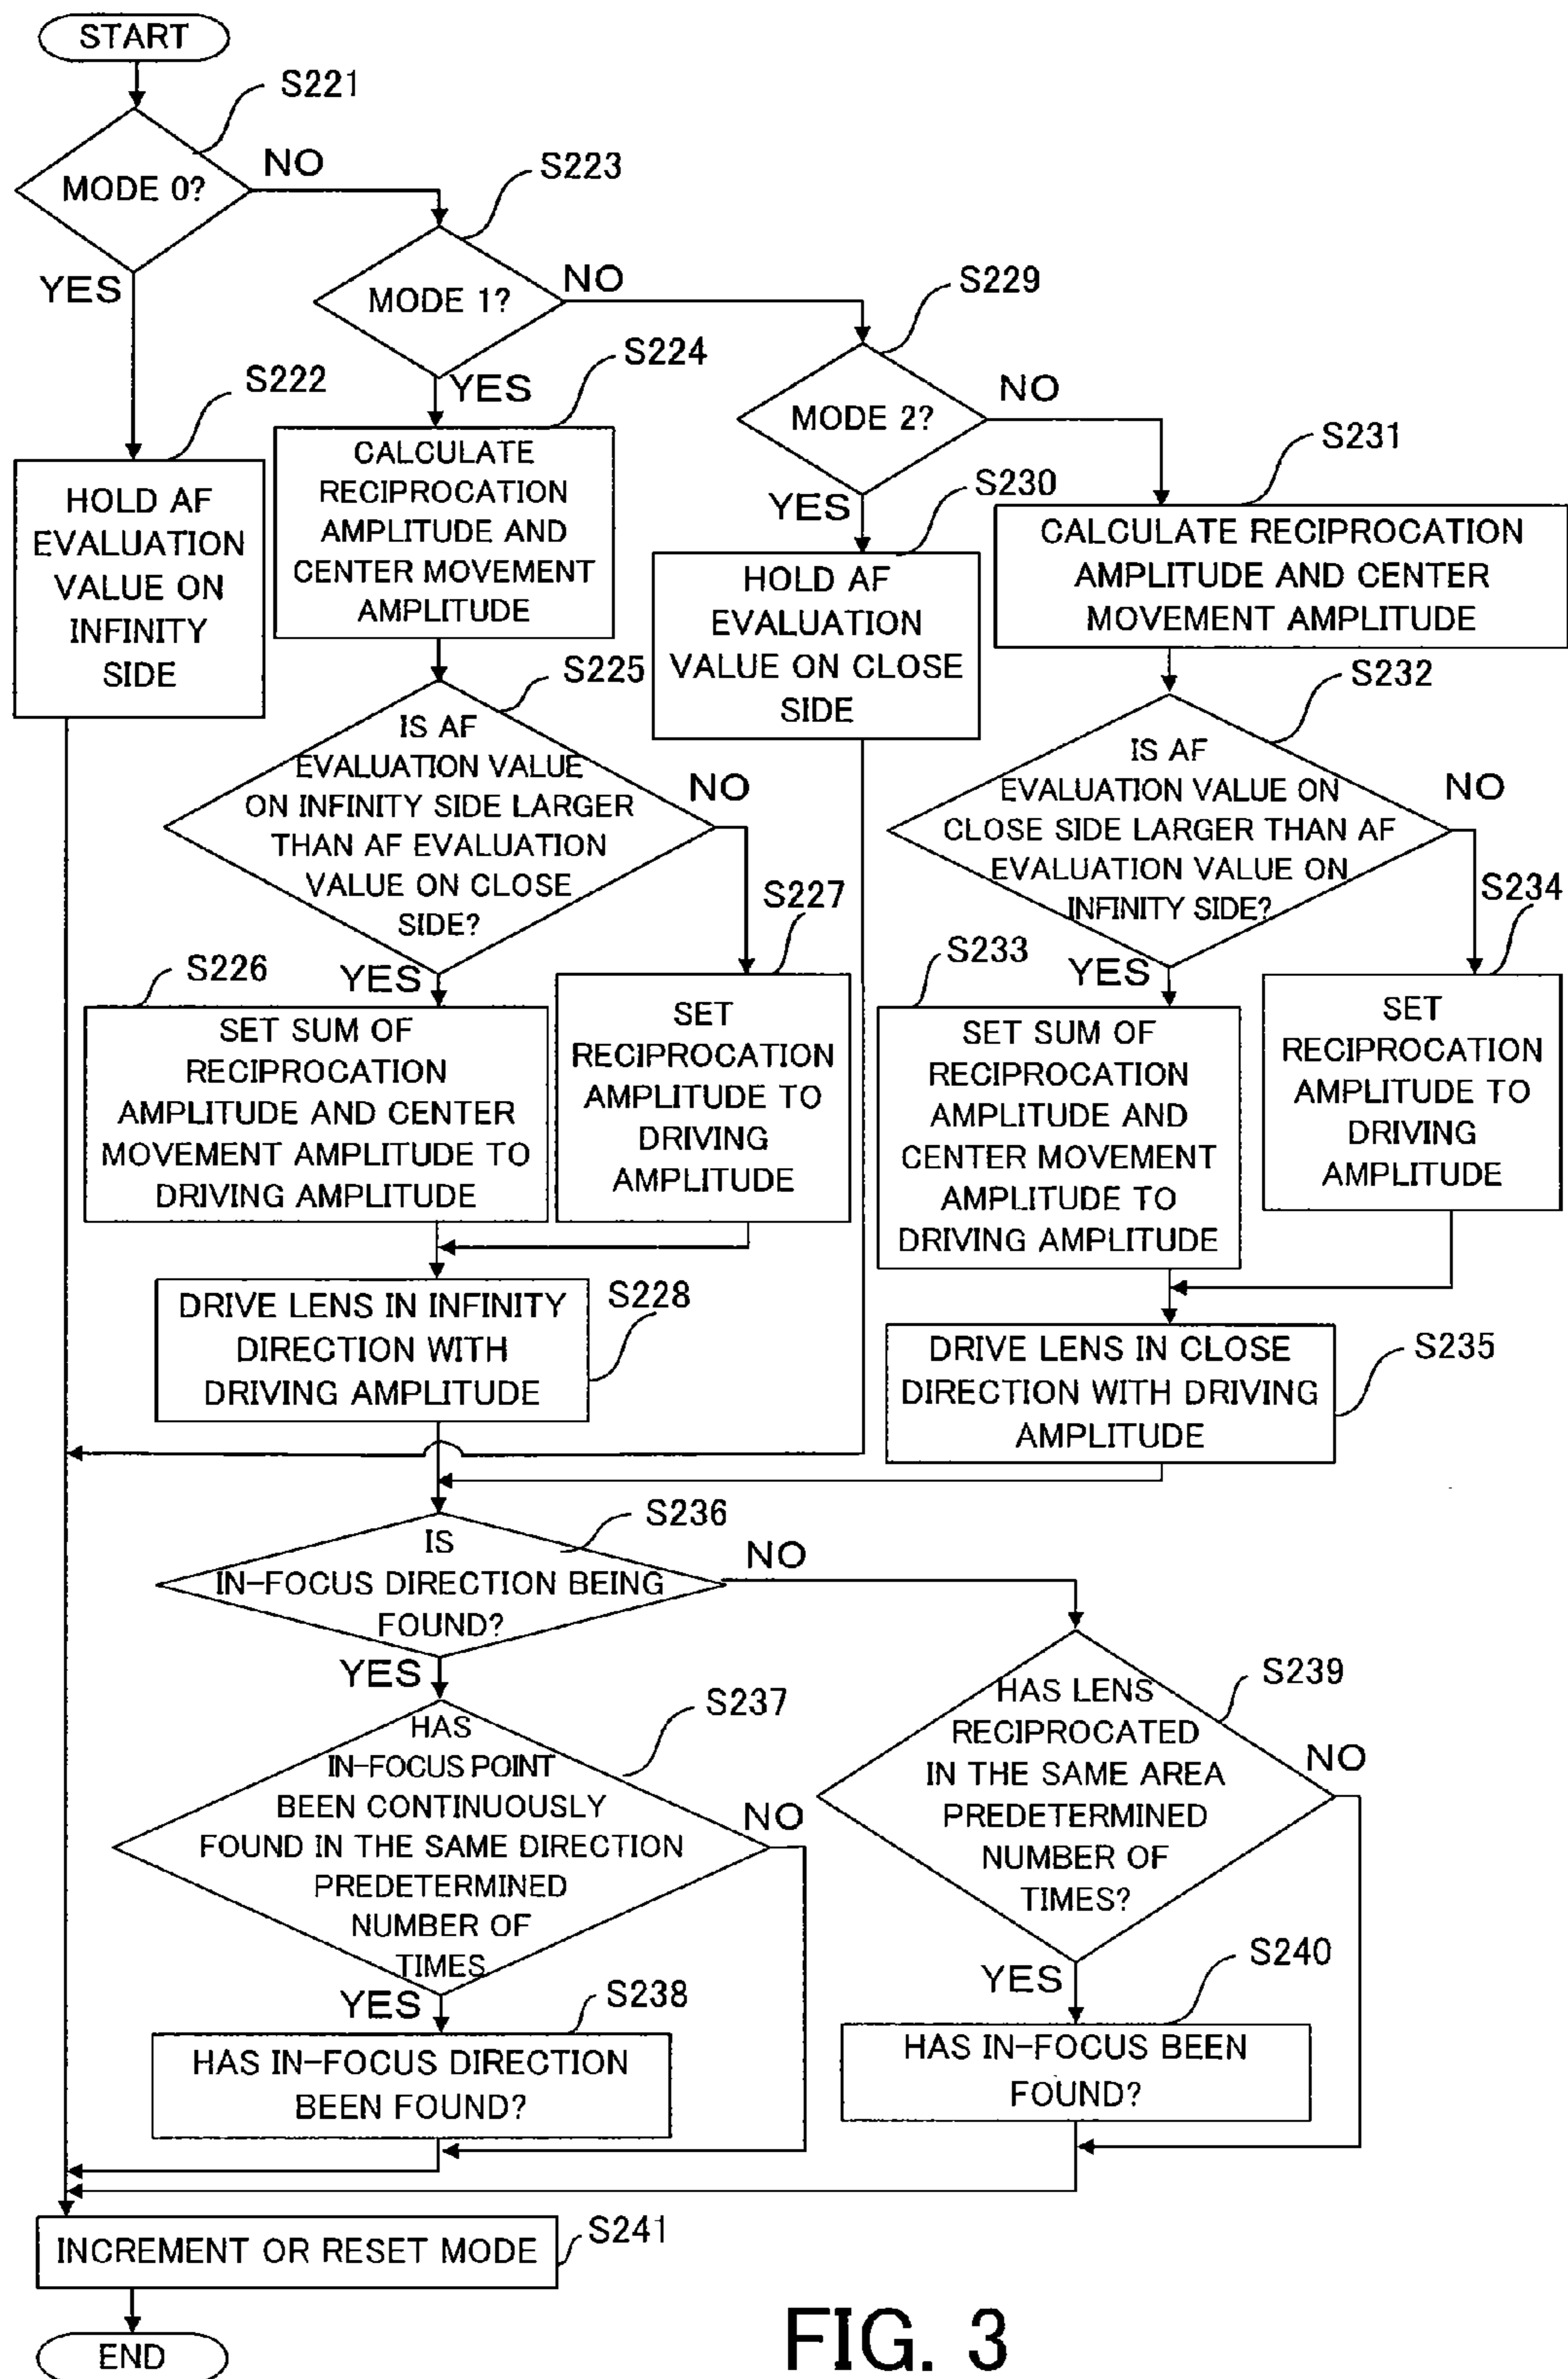 START
S221
MODE 0?
NO
YES
S223
MODE 1?
NO
YES
S229
MODE 2?
NO
YES
S222
HOLD AF
EVALUATION
VALUE ON
INFINITY
SIDE
S224
CALCULATE
RECIPROCATION
AMPLITUDE AND
CENTER MOVEMENT
AMPLITUDE
S230
HOLD AF
EVALUATION
VALUE ON CLOSE
SIDE
S231
CALCULATE RECIPROCATION
AMPLITUDE AND CENTER
MOVEMENT AMPLITUDE
S225
IS AF
EVALUATION VALUE
ON INFINITY SIDE LARGER
THAN AF EVALUATION
VALUE ON CLOSE
SIDE?
NO
YES
S232
IS AF
EVALUATION VALUE ON
CLOSE SIDE LARGER THAN AF
EVALUATION VALUE ON
INFINITY SIDE?
NO
YES
S226
SET SUM OF
RECIPROCATION
AMPLITUDE AND CENTER
MOVEMENT AMPLITUDE TO
DRIVING AMPLITUDE
S227
SET
RECIPROCATION
AMPLITUDE TO
DRIVING
AMPLITUDE
S233
SET SUM OF
RECIPROCATION
AMPLITUDE AND
CENTER MOVEMENT
AMPLITUDE TO
DRIVING AMPLITUDE
S234
SET
RECIPROCATION
AMPLITUDE TO
DRIVING
AMPLITUDE
S228
DRIVE LENS IN INFINITY
DIRECTION WITH
DRIVING AMPLITUDE
S235
DRIVE LENS IN CLOSE
DIRECTION WITH DRIVING
AMPLITUDE
S236
IS
IN-FOCUS DIRECTION BEING
FOUND?
NO
YES
S237
HAS
IN-FOCUS POINT
BEEN CONTINUOUSLY
FOUND IN THE SAME DIRECTION
PREDETERMINED
NUMBER OF
TIMES
NO
YES
S239
HAS LENS
RECIPROCATED
IN THE SAME AREA
PREDETERMINED
NUMBER OF
TIMES?
NO
YES
S238
HAS IN-FOCUS DIRECTION
BEEN FOUND?
S240
HAS IN-FOCUS BEEN
FOUND?
S241
INCREMENT OR RESET MODE
END
FIG. 3